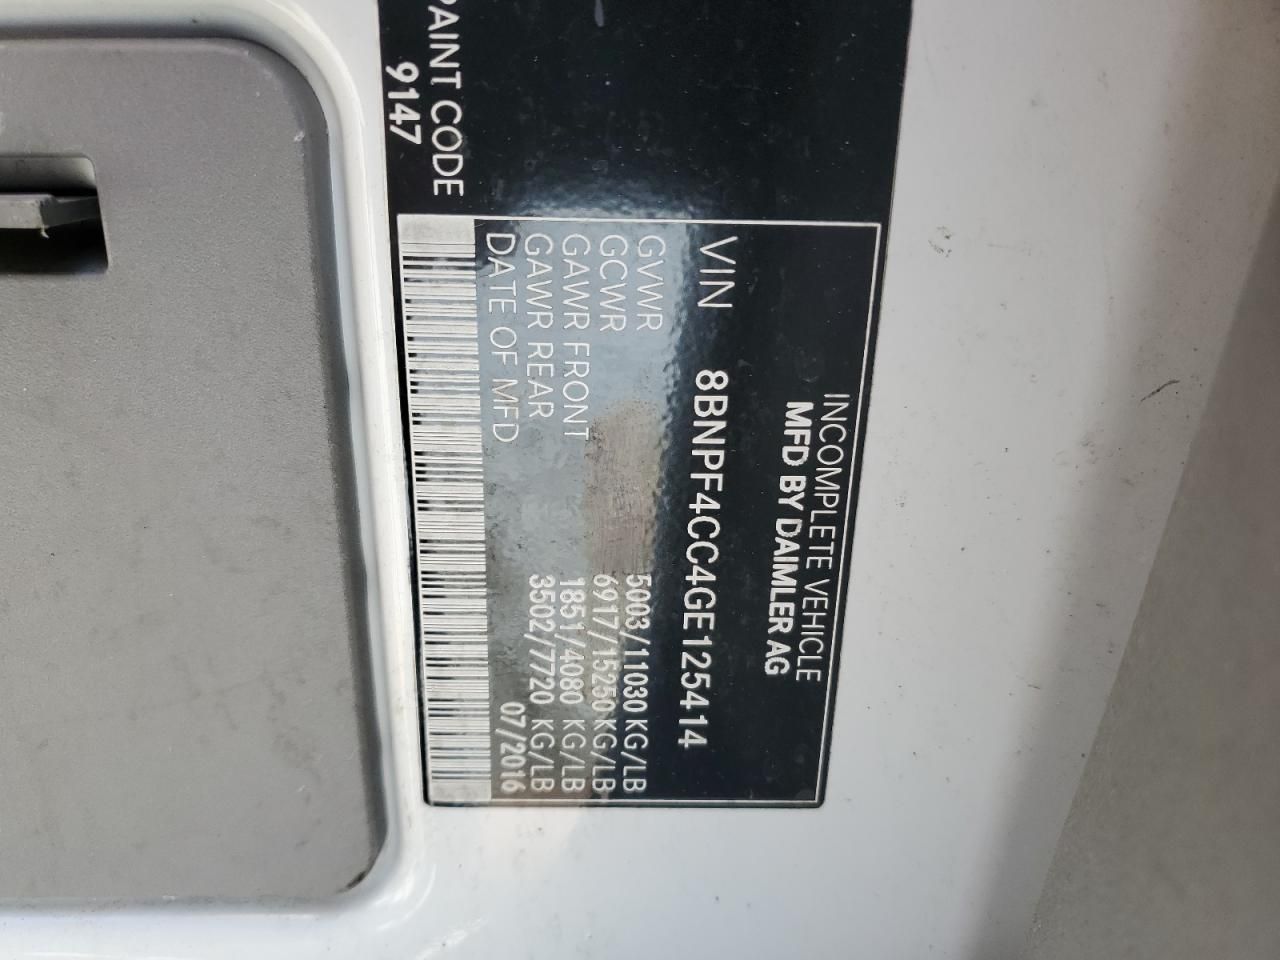 INCOMPLETE VEHICLE
MFD BY DAIMLER AG
VIN 8BNPF4CC4GE125414
GVWR 5003/11030 KG/LB
GCWR 6917/15250 KG/LB
GAWR FRONT 1851/4080 KG/LB
GAWR REAR 3502/7720 KG/LB
DATE OF MFD 07/2016
PAINT CODE
9147